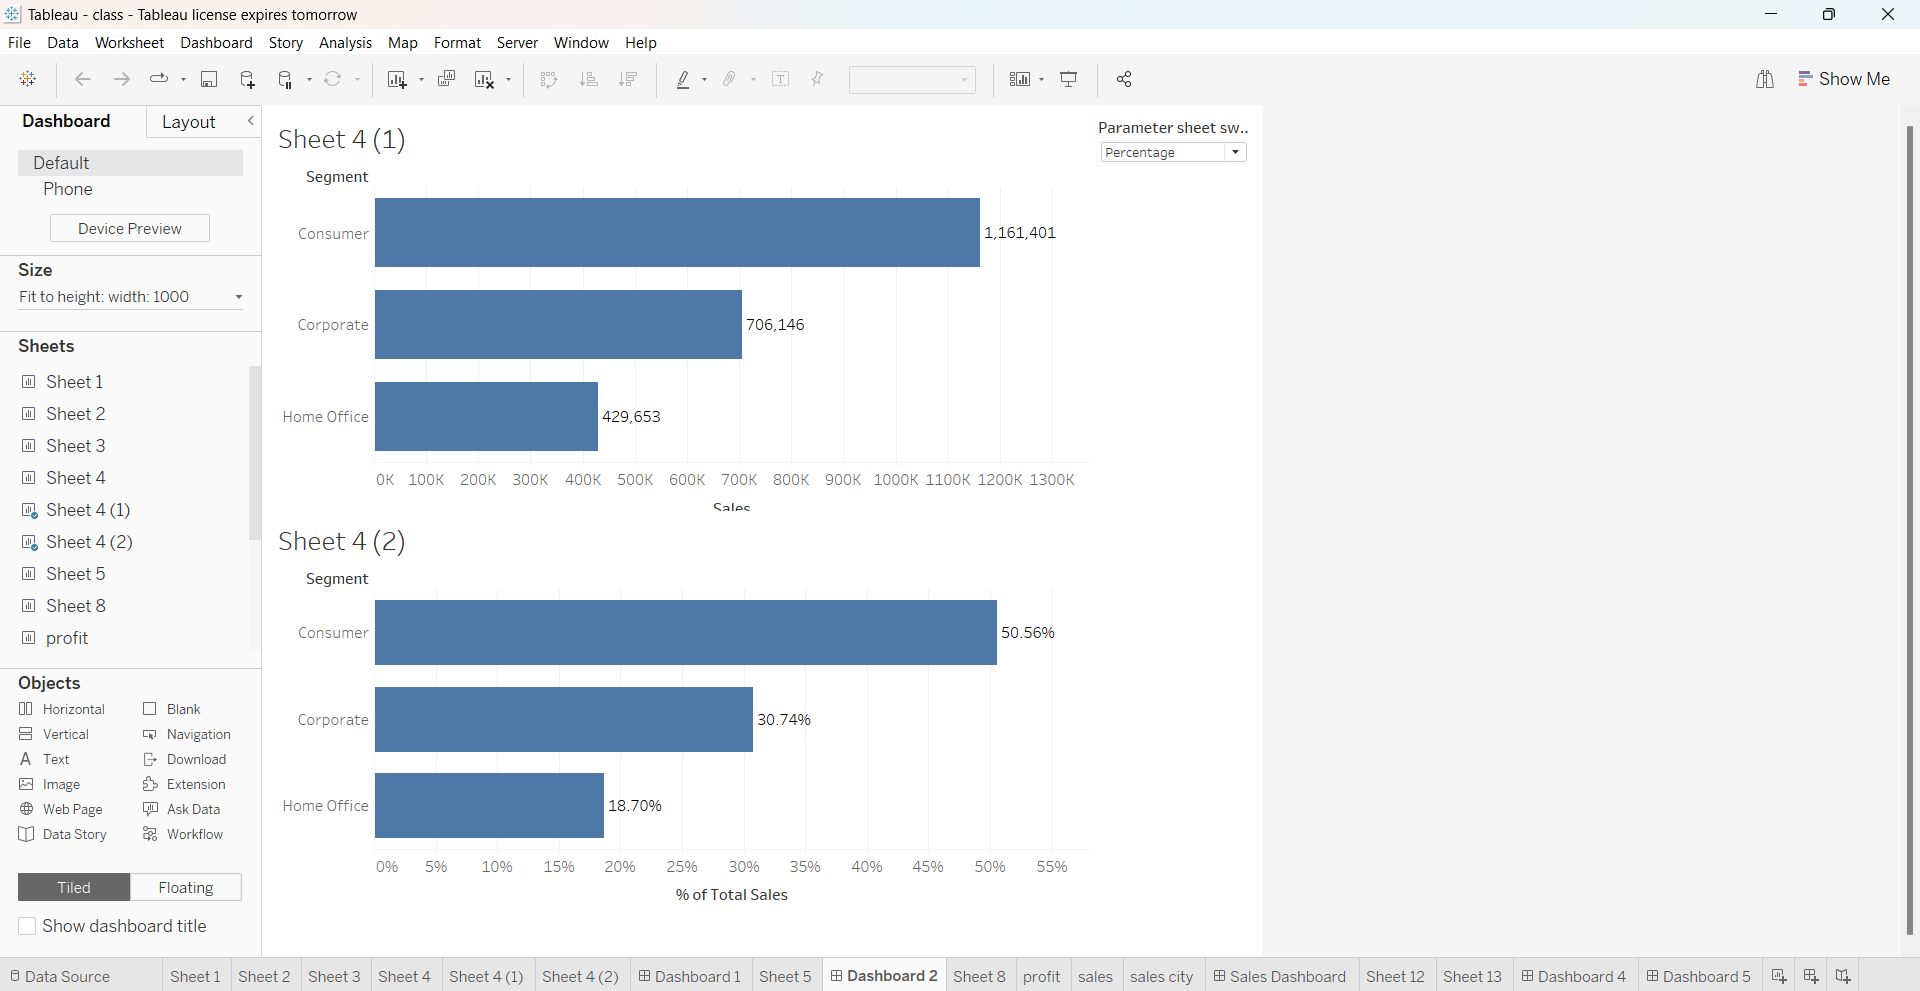 Tableau - class - Tableau license expires tomorrow
File Data Worksheet Dashboard Story Analysis Map Format Server Window Help
Show Me
Dashboard Layout
Default
Phone
Device Preview
Size
Fit to height: width: 1000
Sheets
Sheet 1
Sheet 2
Sheet 3
Sheet 4
Sheet 4 (1)
Sheet 4 (2)
Sheet 5
Sheet 8
profit
Objects
Horizontal Blank
Vertical Navigation
Text Download
Image Extension
Web Page Ask Data
Data Story Workflow
Tiled Floating
Show dashboard title
Sheet 4 (1)
Segment
Consumer 1,161,401
Corporate 706,146
Home Office 429,653
0K 100K 200K 300K 400K 500K 600K 700K 800K 900K 1000K 1100K 1200K 1300K
Sales
Parameter sheet sw..
Percentage
Sheet 4 (2)
Segment
Consumer 50.56%
Corporate 30.74%
Home Office 18.70%
0% 5% 10% 15% 20% 25% 30% 35% 40% 45% 50% 55%
% of Total Sales
Data Source Sheet 1 Sheet 2 Sheet 3 Sheet 4 Sheet 4 (1) Sheet 4 (2) Dashboard 1 Sheet 5 Dashboard 2 Sheet 8 profit sales sales city Sales Dashboard Sheet 12 Sheet 13 Dashboard 4 Dashboard 5